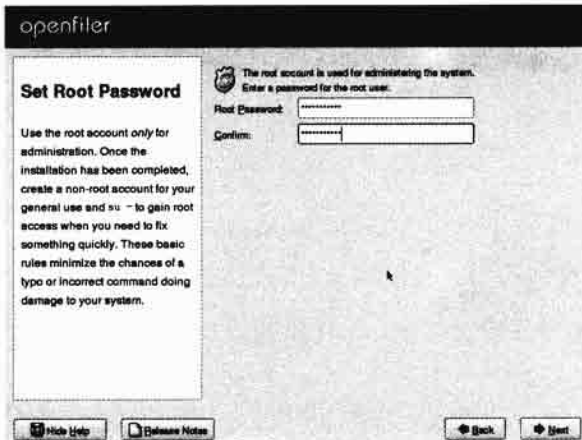 openfiler
Set Root Password
Use the root account only for
administration. Once the
installation has been completed,
create a non-root account for your
general use and su - to gain root
access when you need to fix
something quickly. These basic
rules minimize the chances of a
typo or incorrect command doing
damage to your system.
The root account is used for administering the system.
Enter a password for the root user.
Root Password:
Confirm:
Hide Help
Release Notes
Back
Next